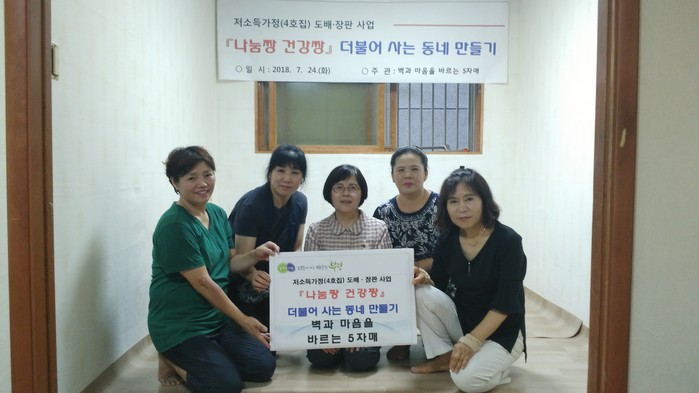 저소득가정(4호집) 도배·장판 사업
『나눔짱 건강짱』 더불어 사는 동네 만들기
○ 일 시 : 2018. 7. 24.(화) ○ 주 관 : 벽과 마음을 바르는 5자매
저소득가정(4호집) 도배·장판 사업
『나눔짱 건강짱』
더불어 사는 동네 만들기
벽과 마음을
바르는 5자매